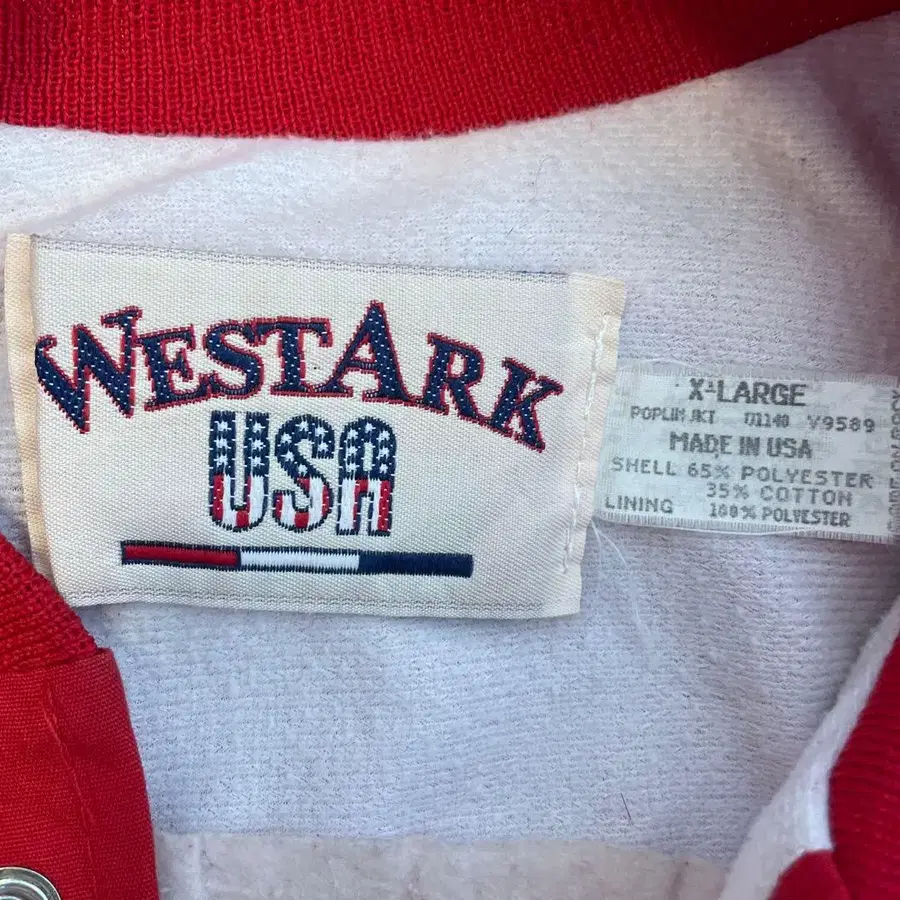 WESTARK
USA
X-LARGE
POPLIN JKT 01140 V9589
MADE IN USA
SHELL 65% POLYESTER
35% COTTON
LINING 100% POLYESTER